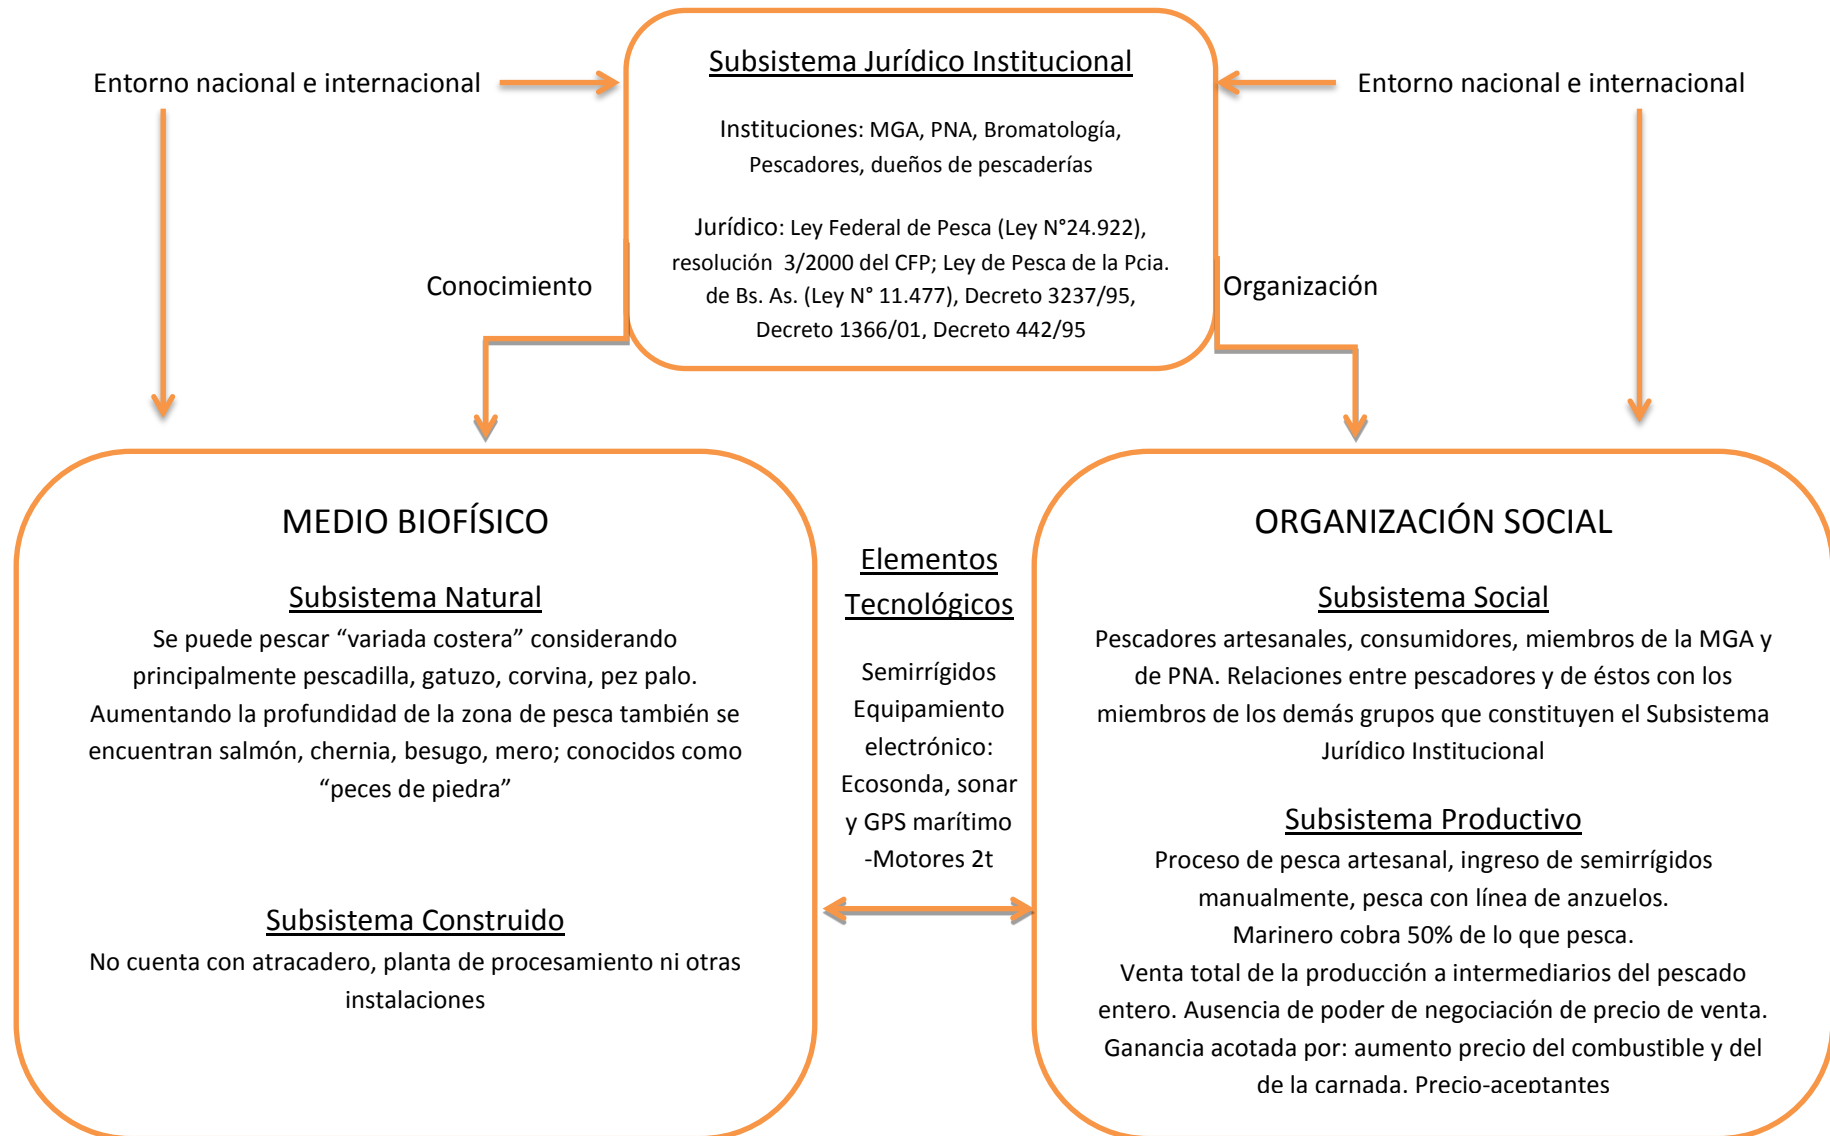 Entorno nacional e internacional
Subsistema Jurídico Institucional
Instituciones: MGA, PNA, Bromatología,
Pescadores, dueños de pescaderías
Jurídico: Ley Federal de Pesca (Ley N°24.922),
resolución 3/2000 del CFP; Ley de Pesca de la Pcia.
de Bs. As. (Ley N° 11.477), Decreto 3237/95,
Decreto 1366/01, Decreto 442/95
Entorno nacional e internacional
Conocimiento
Organización
MEDIO BIOFÍSICO
Subsistema Natural
Se puede pescar “variada costera” considerando
principalmente pescadilla, gatuzo, corvina, pez palo.
Aumentando la profundidad de la zona de pesca también se
encuentran salmón, chernia, besugo, mero; conocidos como
“peces de piedra”
Subsistema Construido
No cuenta con atracadero, planta de procesamiento ni otras
instalaciones
Elementos
Tecnológicos
Semirrígidos
Equipamiento
electrónico:
Ecosonda, sonar
y GPS marítimo
-Motores 2t
ORGANIZACIÓN SOCIAL
Subsistema Social
Pescadores artesanales, consumidores, miembros de la MGA y
de PNA. Relaciones entre pescadores y de éstos con los
miembros de los demás grupos que constituyen el Subsistema
Jurídico Institucional
Subsistema Productivo
Proceso de pesca artesanal, ingreso de semirrígidos
manualmente, pesca con línea de anzuelos.
Marinero cobra 50% de lo que pesca.
Venta total de la producción a intermediarios del pescado
entero. Ausencia de poder de negociación de precio de venta.
Ganancia acotada por: aumento precio del combustible y del
de la carnada. Precio-aceptantes